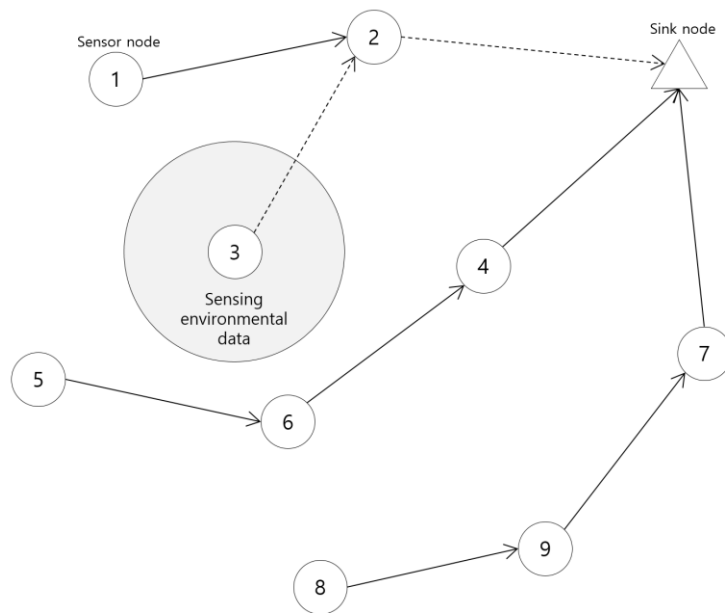 Sink node
Sensor node
2
1
3
4
Sensing
environmental
data
7
5
6
9
8